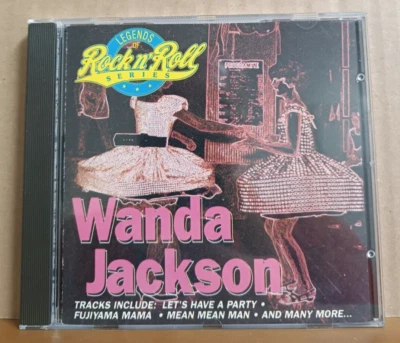 LEGENDS
OF
Rock n' Roll
SERIES
Wanda
Jackson
TRACKS INCLUDE: LET'S HAVE A PARTY •
FUJIYAMA MAMA • MEAN MEAN MAN • AND MANY MORE...